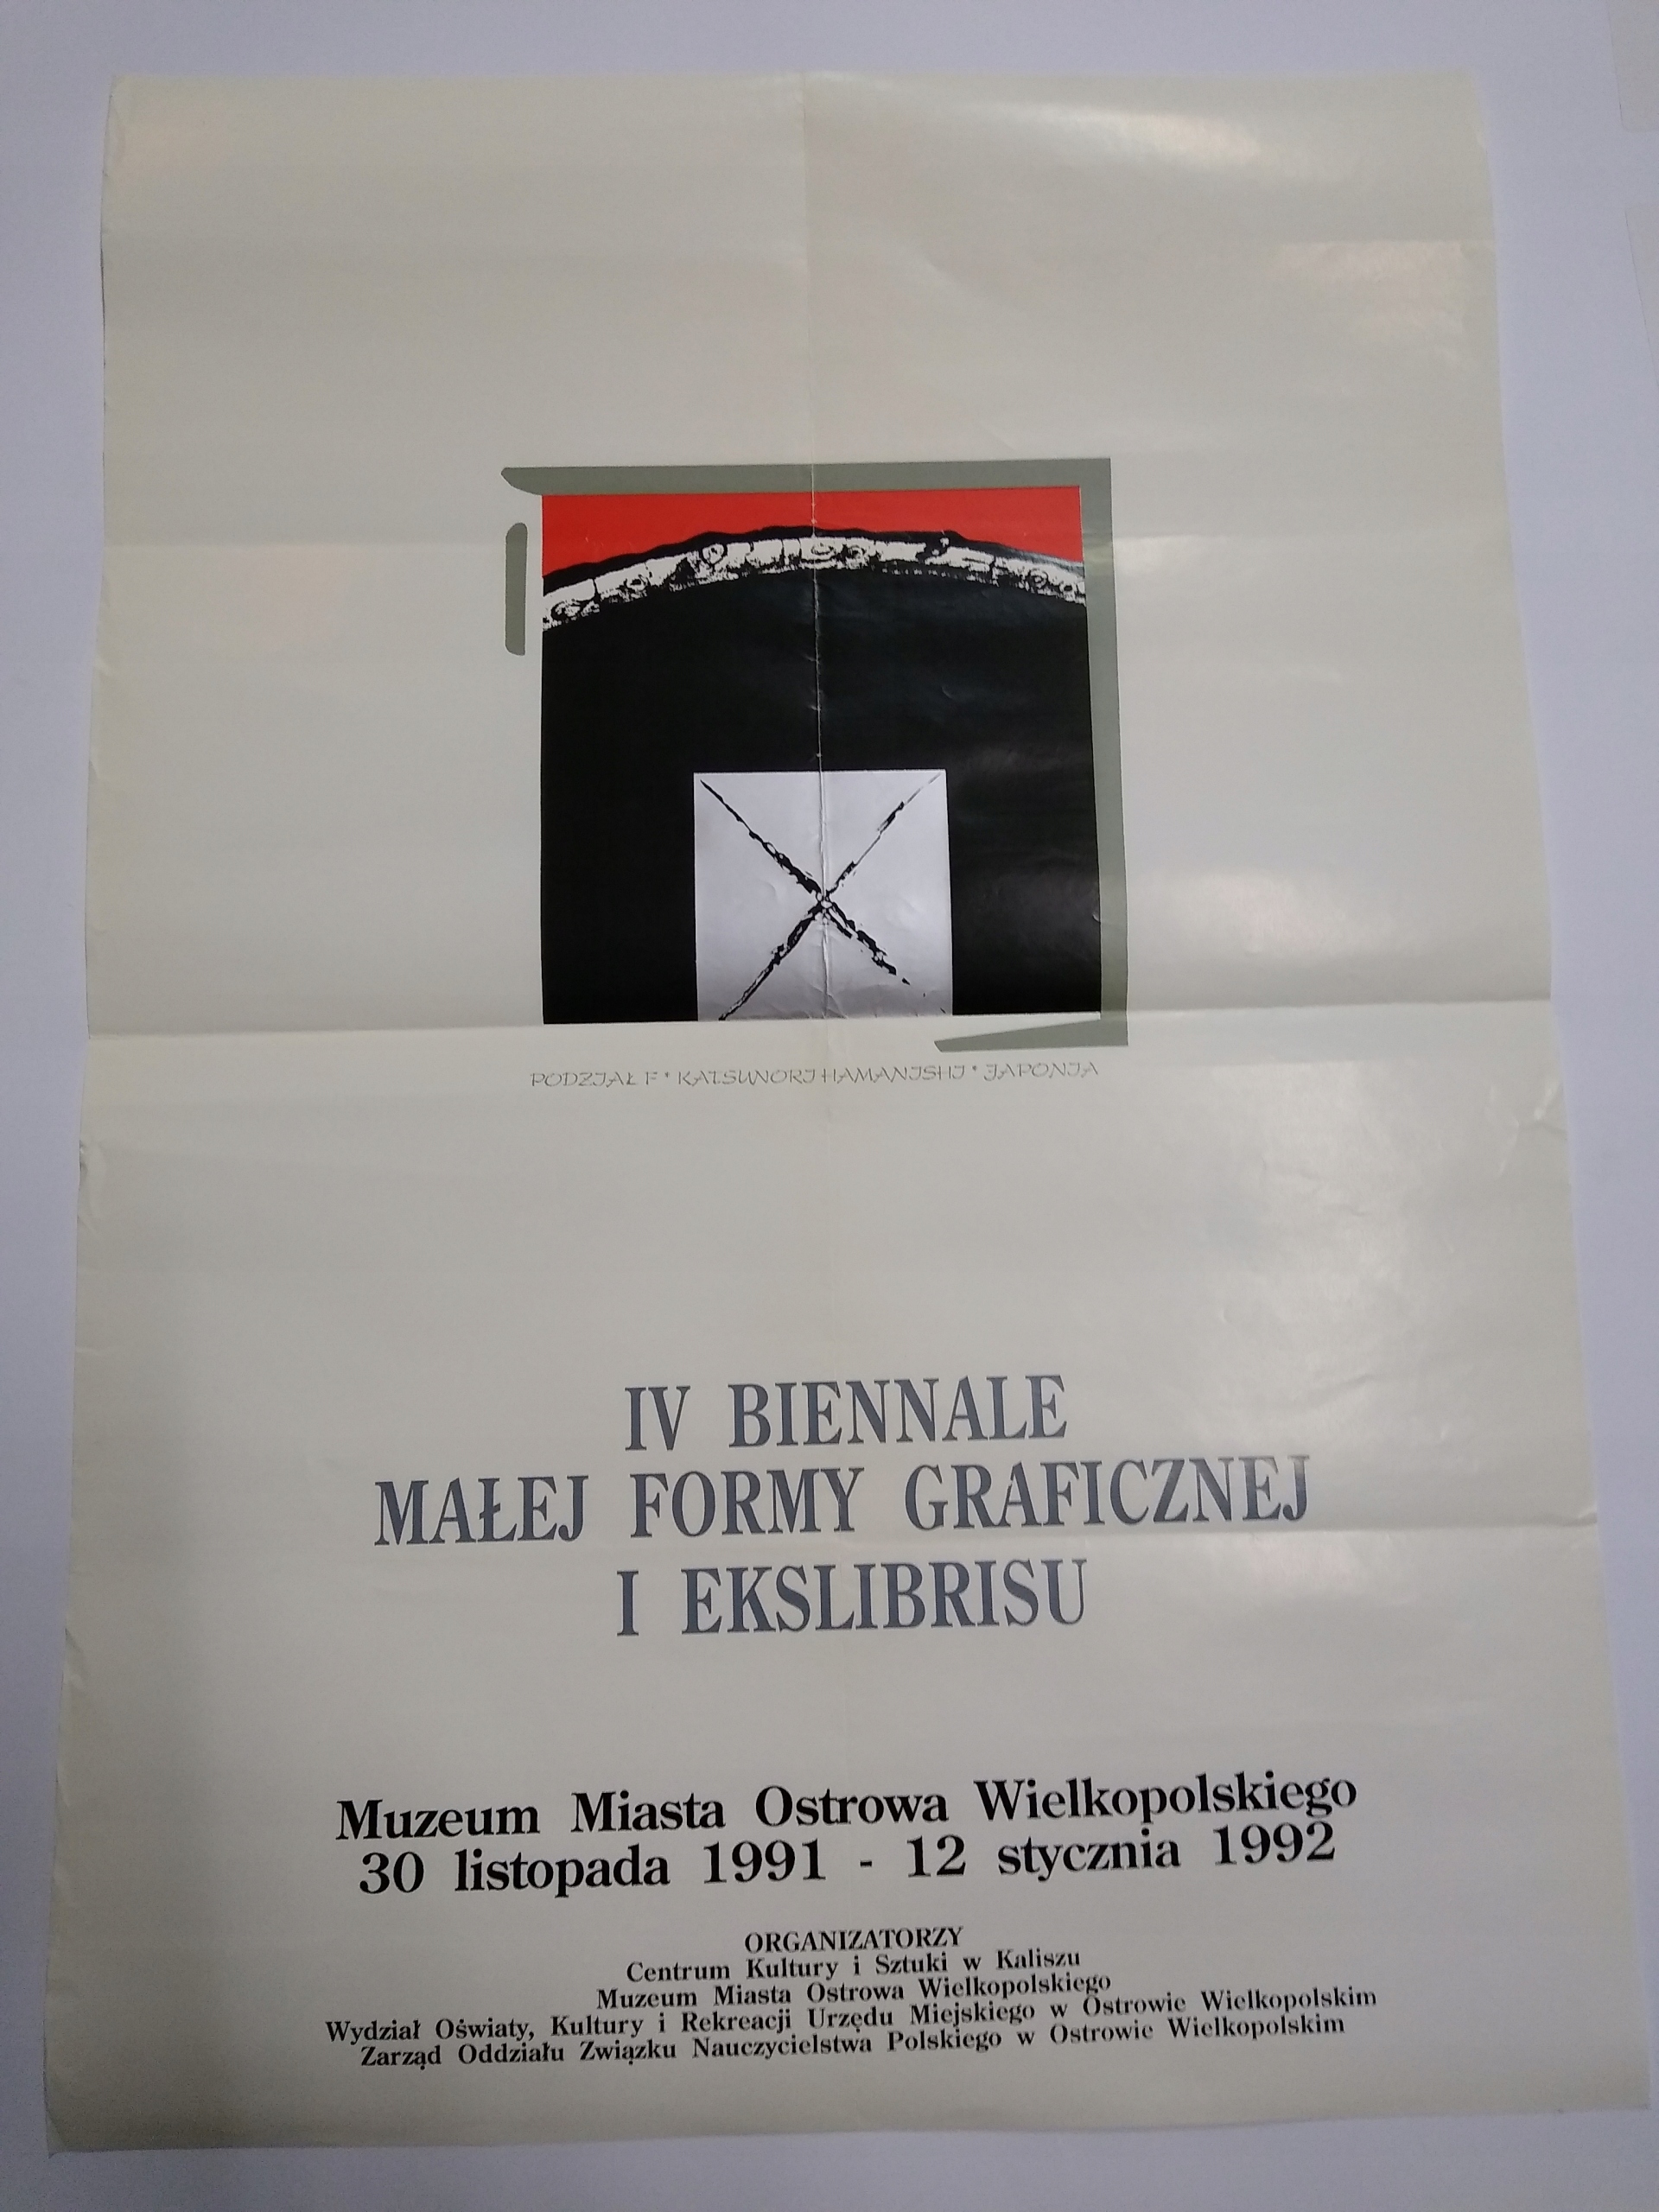 PODZIAŁ F * KATSUNORI HAMANISHI * JAPONIA
IV BIENNALE
MAŁEJ FORMY GRAFICZNEJ
I EKSLIBRISU
Muzeum Miasta Ostrowa Wielkopolskiego
30 listopada 1991 - 12 stycznia 1992
ORGANIZATORZY
Centrum Kultury i Sztuki w Kaliszu
Muzeum Miasta Ostrowa Wielkopolskiego
Wydział Oświaty, Kultury i Rekreacji Urzędu Miejskiego w Ostrowie Wielkopolskim
Zarząd Oddziału Związku Nauczycielstwa Polskiego w Ostrowie Wielkopolskim